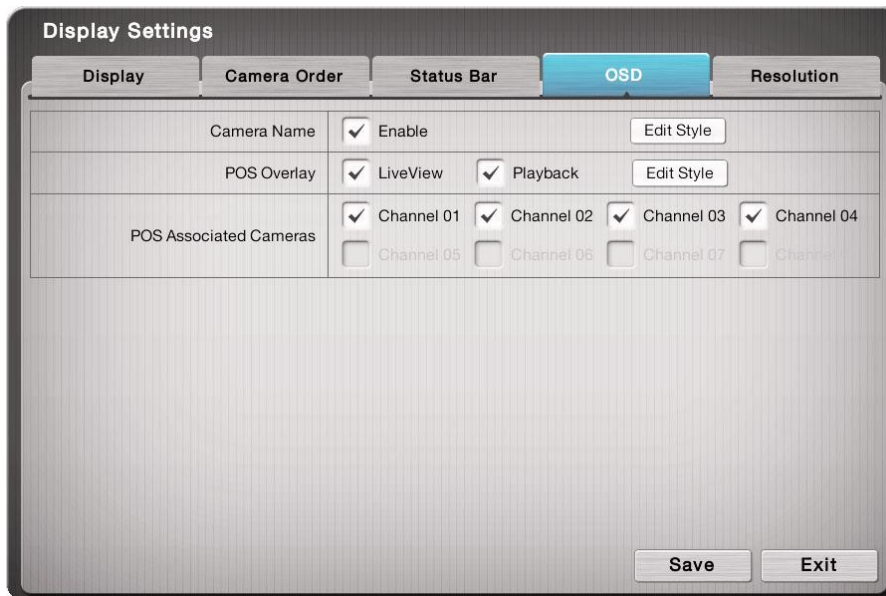 Display Settings
Display Camera Order Status Bar OSD Resolution
Camera Name Enable Edit Style
POS Overlay LiveView Playback Edit Style
POS Associated Cameras
Channel 01 Channel 02 Channel 03 Channel 04
Channel 05 Channel 06 Channel 07 Channel
Save Exit